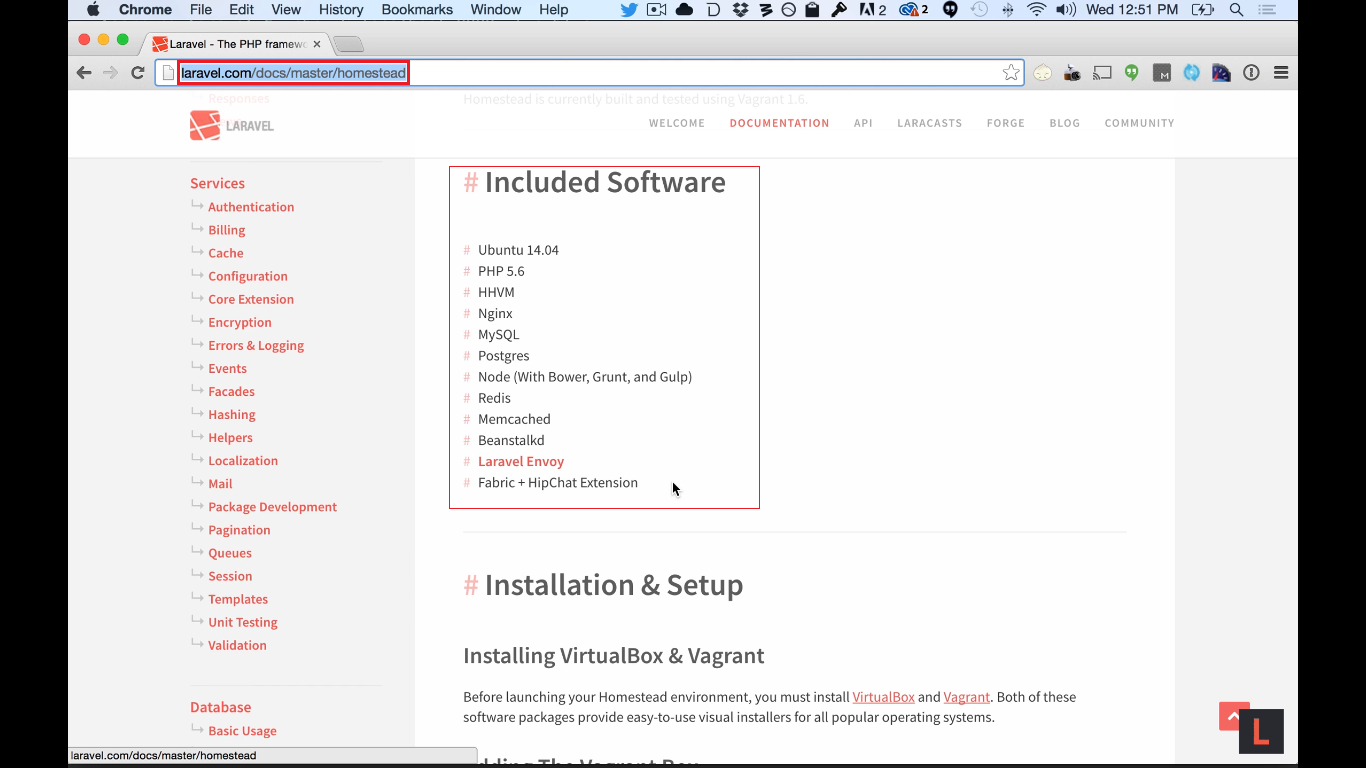 Chrome File Edit View History Bookmarks Window Help 2 2 Wed 12:51 PM
Laravel - The PHP framew
laravel.com/docs/master/homestead
Responses
Homestead is currently built and tested using Vagrant 1.6.
LARAVEL
WELCOME DOCUMENTATION API LARACASTS FORGE BLOG COMMUNITY
Services
Authentication
Billing
Cache
Configuration
Core Extension
Encryption
Errors & Logging
Events
Facades
Hashing
Helpers
Localization
Mail
Package Development
Pagination
Queues
Session
Templates
Unit Testing
Validation
Database
Basic Usage
# Included Software
# Ubuntu 14.04
# PHP 5.6
# HHVM
# Nginx
# MySQL
# Postgres
# Node (With Bower, Grunt, and Gulp)
# Redis
# Memcached
# Beanstalkd
# Laravel Envoy
# Fabric + HipChat Extension
# Installation & Setup
Installing VirtualBox & Vagrant
Before launching your Homestead environment, you must install VirtualBox and Vagrant. Both of these
software packages provide easy-to-use visual installers for all popular operating systems.
Adding The Vagrant Box
laravel.com/docs/master/homestead
L